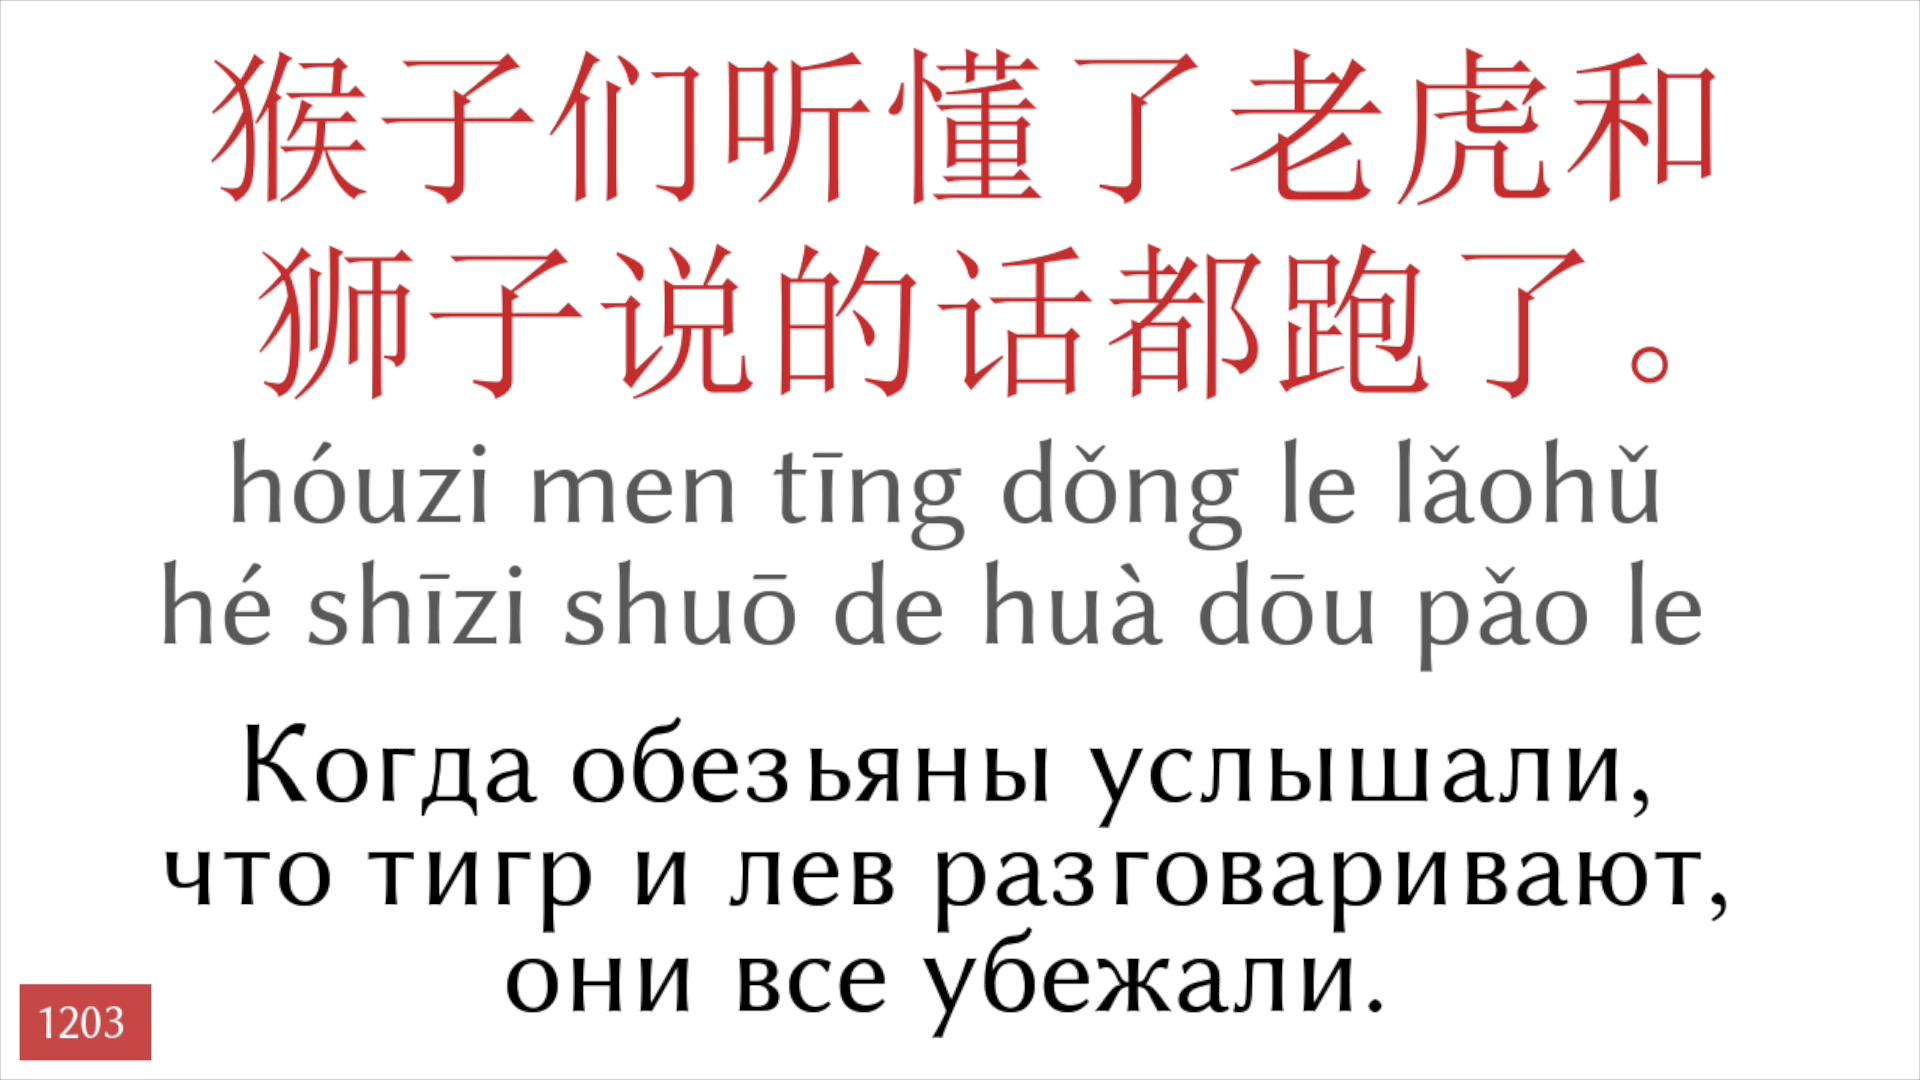 猴子们听懂了老虎和
狮子说的话都跑了。
hóuzi men tīng dǒng le lǎohǔ
hé shīzi shuō de huà dōu pǎo le
Когда обезьяны услышали,
что тигр и лев разговаривают,
они все убежали.
1203